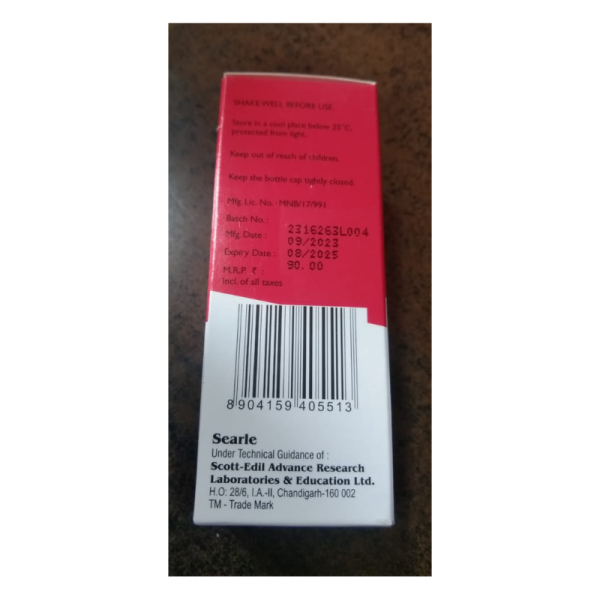 SHAKE WELL BEFORE USE.
Store in a cool place below 25°C,
protected from light.
Keep out of reach of children.
Keep the bottle cap tightly closed.
Mfg. Lic. No. : MNB/17/991
Batch No. : 2316263L004
Mfg. Date : 09/2023
Expiry Date : 08/2025
M.R.P. ₹ : 90.00
Incl. of all taxes
8 904159 405513
Searle
Under Technical Guidance of :
Scott-Edil Advance Research
Laboratories & Education Ltd.
H.O: 28/6, I.A.-II, Chandigarh-160 002
TM - Trade Mark